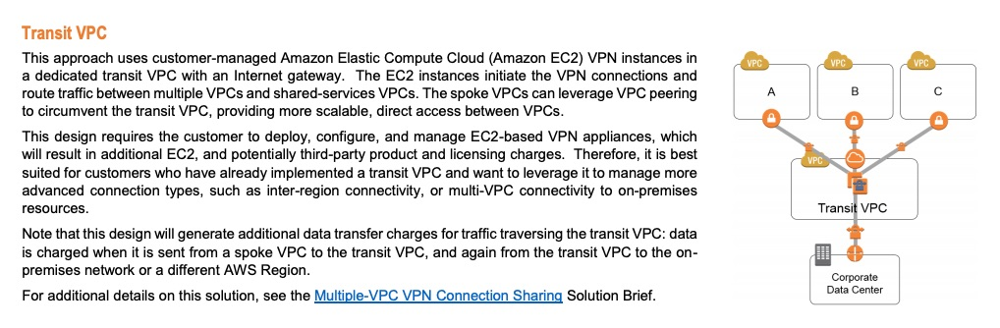 Transit VPC
This approach uses customer-managed Amazon Elastic Compute Cloud (Amazon EC2) VPN instances in
a dedicated transit VPC with an Internet gateway. The EC2 instances initiate the VPN connections and
route traffic between multiple VPCs and shared-services VPCs. The spoke VPCs can leverage VPC peering
to circumvent the transit VPC, providing more scalable, direct access between VPCs.
This design requires the customer to deploy, configure, and manage EC2-based VPN appliances, which
will result in additional EC2, and potentially third-party product and licensing charges. Therefore, it is best
suited for customers who have already implemented a transit VPC and want to leverage it to manage more
advanced connection types, such as inter-region connectivity, or multi-VPC connectivity to on-premises
resources.
Note that this design will generate additional data transfer charges for traffic traversing the transit VPC: data
is charged when it is sent from a spoke VPC to the transit VPC, and again from the transit VPC to the on-
premises network or a different AWS Region.
For additional details on this solution, see the Multiple-VPC VPN Connection Sharing Solution Brief.
VPC VPC VPC
A B C
VPC
Transit VPC
Corporate
Data Center